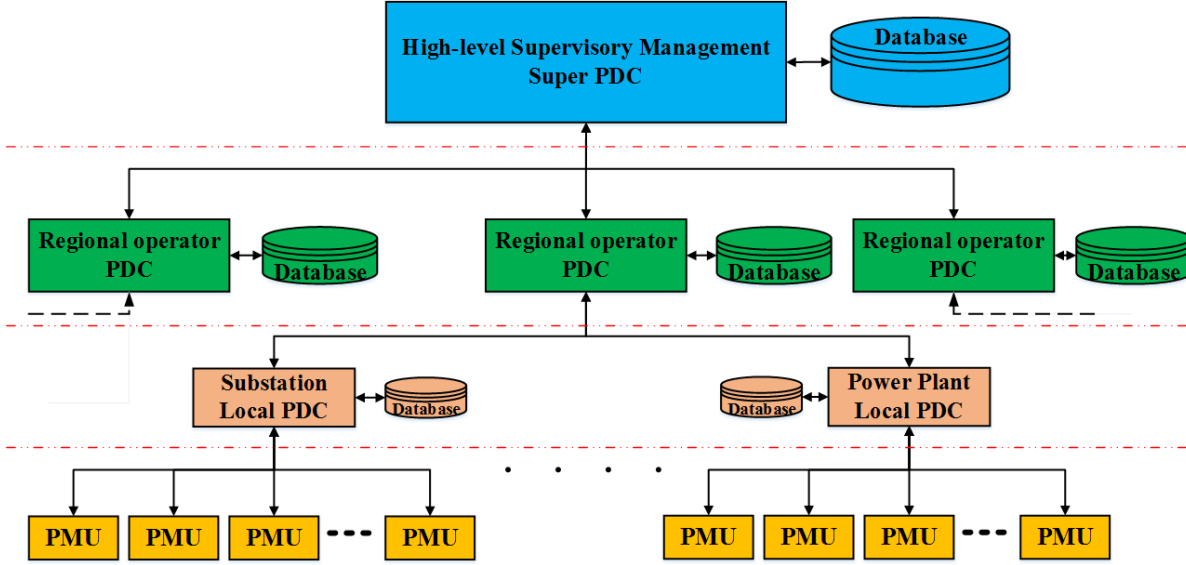 High-level Supervisory Management
Super PDC
Database
Regional operator
PDC
Database
Regional operator
PDC
Database
Regional operator
PDC
Database
Substation
Local PDC
Database
Database
Power Plant
Local PDC
PMU
PMU
PMU
PMU
PMU
PMU
PMU
PMU